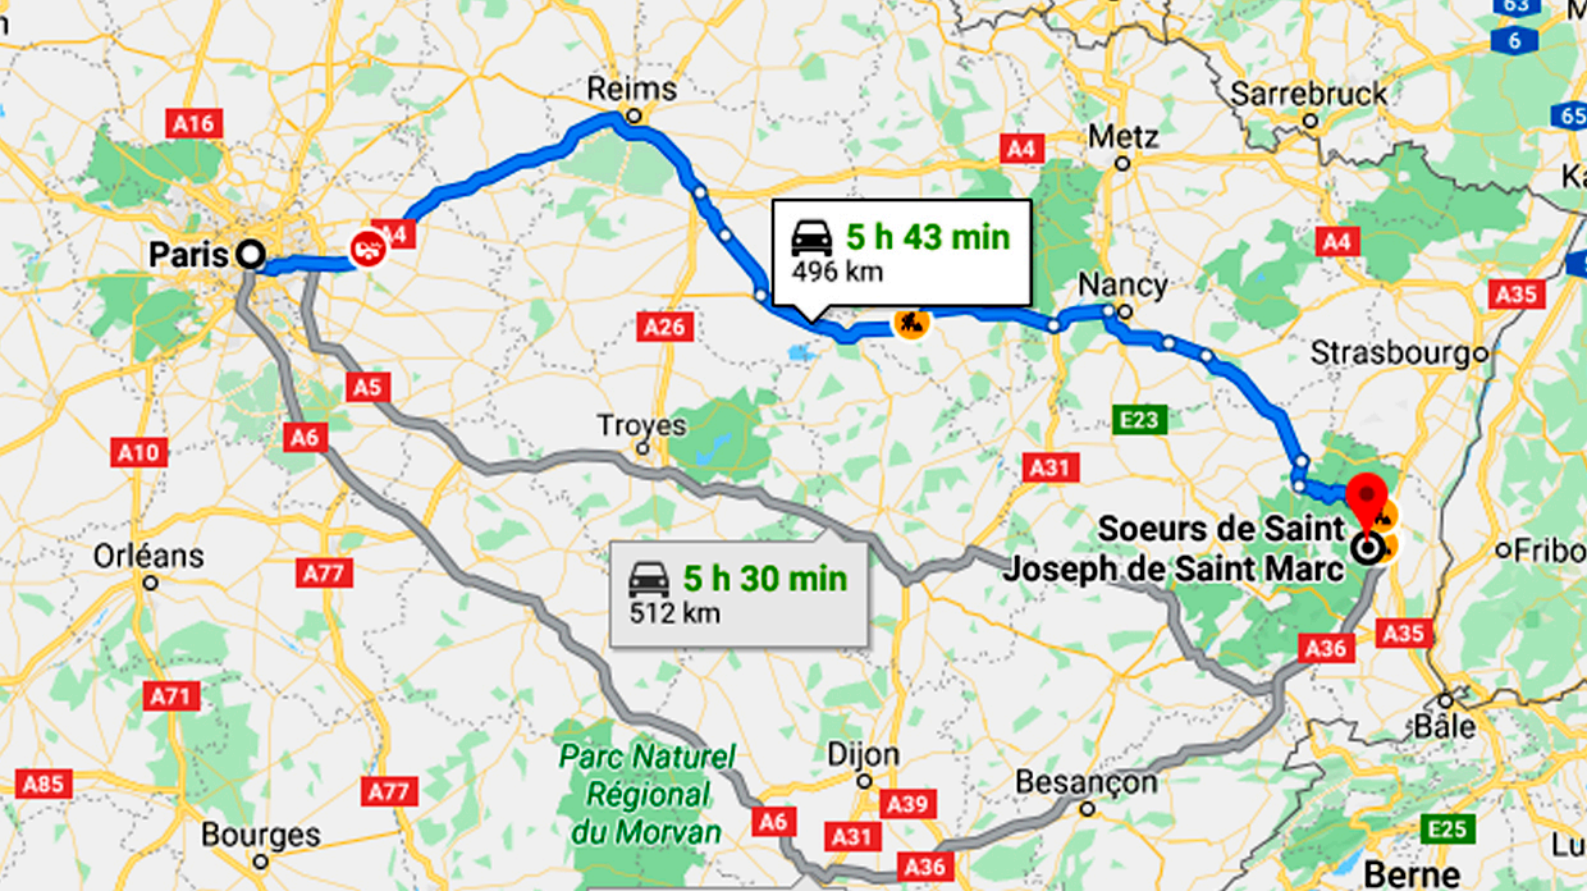 63
6
Reims
Sarrebruck
65
A16
Metz
A4
Ka
A4
Paris
5 h 43 min
496 km
A4
Nancy
A35
A26
Strasbourg
A5
E23
Troyes
A6
A10
A31
Soeurs de Saint
Joseph de Saint Marc
Fribo
Orléans
A77
5 h 30 min
512 km
A36
A35
A71
Bâle
Parc Naturel
Régional
du Morvan
Dijon
Besançon
A85
A77
A39
A6
A31
E25
Bourges
A36
Lu
Berne